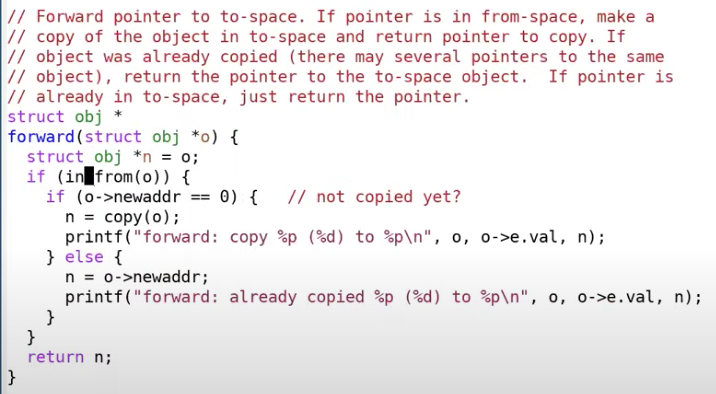 // Forward pointer to to-space. If pointer is in from-space, make a
// copy of the object in to-space and return pointer to copy. If
// object was already copied (there may several pointers to the same
// object), return the pointer to the to-space object.  If pointer is
// already in to-space, just return the pointer.
struct obj *
forward(struct obj *o) {
  struct obj *n = o;
  if (in_from(o)) {
    if (o->newaddr == 0) {   // not copied yet?
      n = copy(o);
      printf("forward: copy %p (%d) to %p\n", o, o->e.val, n);
    } else {
      n = o->newaddr;
      printf("forward: already copied %p (%d) to %p\n", o, o->e.val, n);
    }
  }
  return n;
}